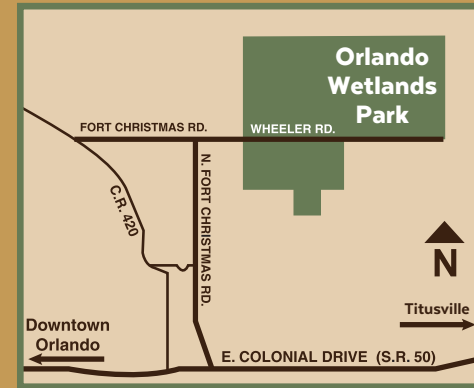 Orlando
Wetlands
Park
FORT CHRISTMAS RD.
WHEELER RD.
N. FORT CHRISTMAS RD.
C.R. 420
N
Titusville
Downtown
Orlando
E. COLONIAL DRIVE (S.R. 50)